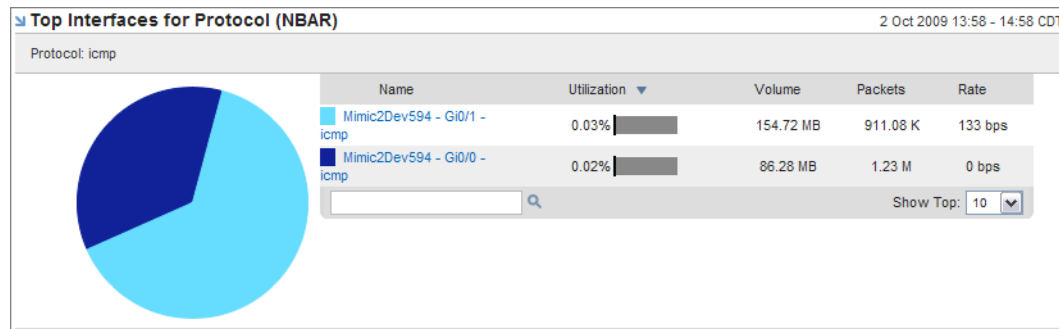 Top Interfaces for Protocol (NBAR)
2 Oct 2009 13:58 - 14:58 CDT
Protocol: icmp
Name Utilization Volume Packets Rate
Mimic2Dev594 - Gi0/1 -
icmp
0.03% 154.72 MB 911.08 K 133 bps
Mimic2Dev594 - Gi0/0 -
icmp
0.02% 86.28 MB 1.23 M 0 bps
Show Top: 10